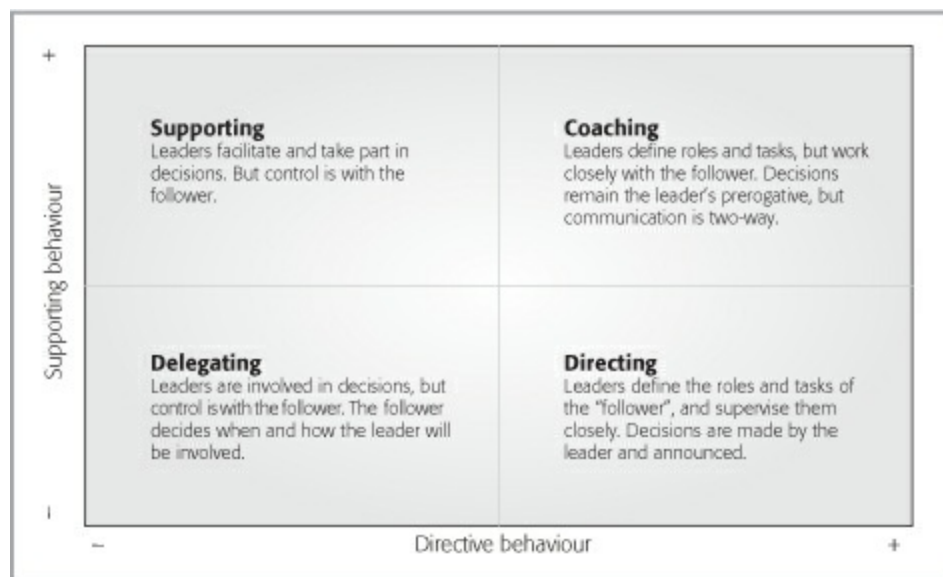 +
Supporting
Leaders facilitate and take part in
decisions. But control is with the
follower.
Coaching
Leaders define roles and tasks, but work
closely with the follower. Decisions
remain the leader's prerogative, but
communication is two-way.
Supporting behaviour
Delegating
Leaders are involved in decisions, but
control is with the follower. The follower
decides when and how the leader will
be involved.
Directing
Leaders define the roles and tasks of
the "follower", and supervise them
closely. Decisions are made by the
leader and announced.
–
–
Directive behaviour
+